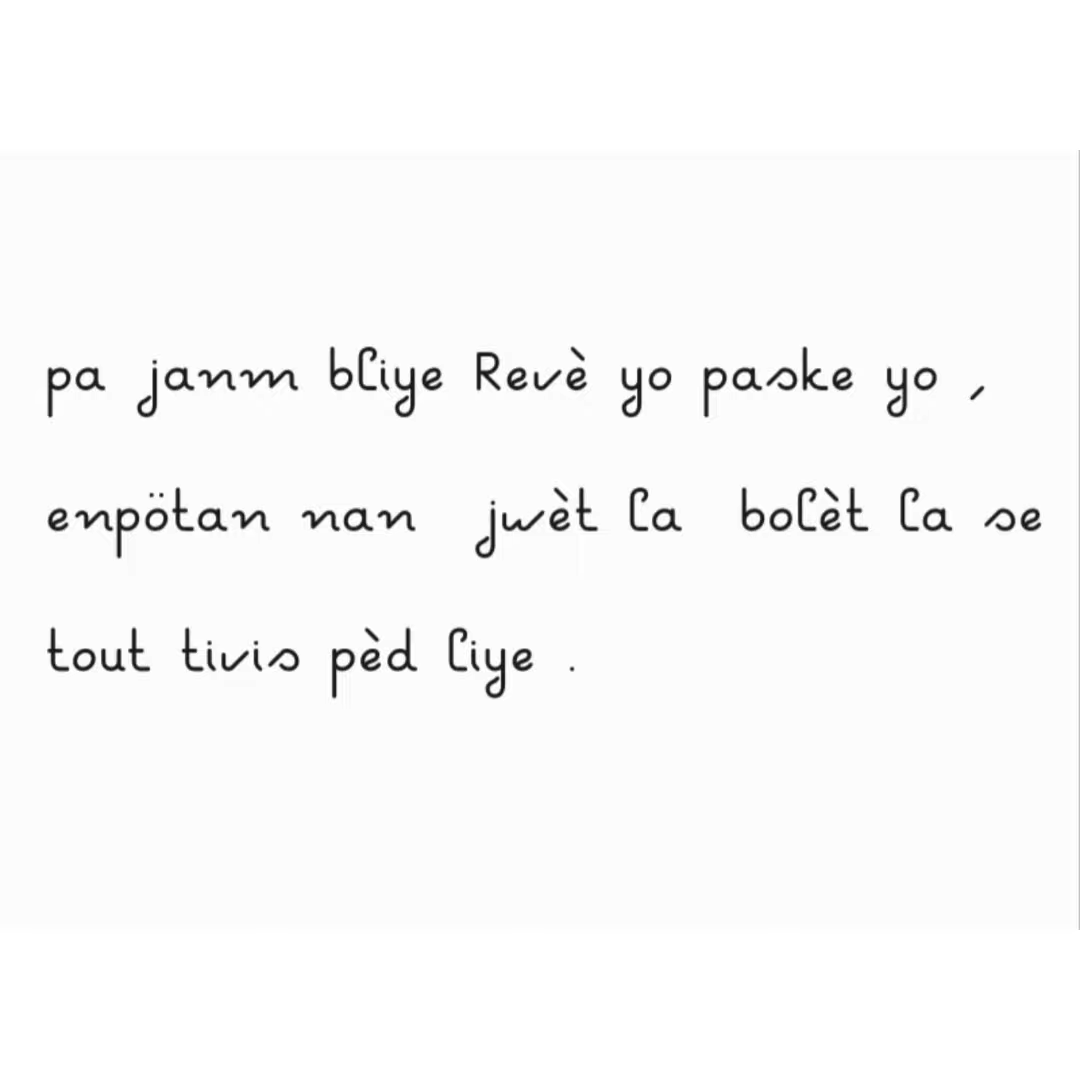 pa janm bliye Revè yo paske yo ,
enpötan nan jwèt la bolèt la se
tout tivis pèd liye .